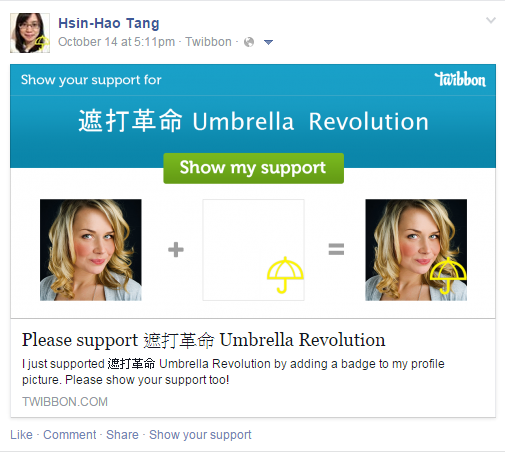 Hsin-Hao Tang
October 14 at 5:11pm · Twibbon ·
Show your support for
twibbon
遮打革命 Umbrella Revolution
Show my support
+
=
Please support 遮打革命 Umbrella Revolution
I just supported 遮打革命 Umbrella Revolution by adding a badge to my profile
picture. Please show your support too!
TWIBBON.COM
Like · Comment · Share · Show your support